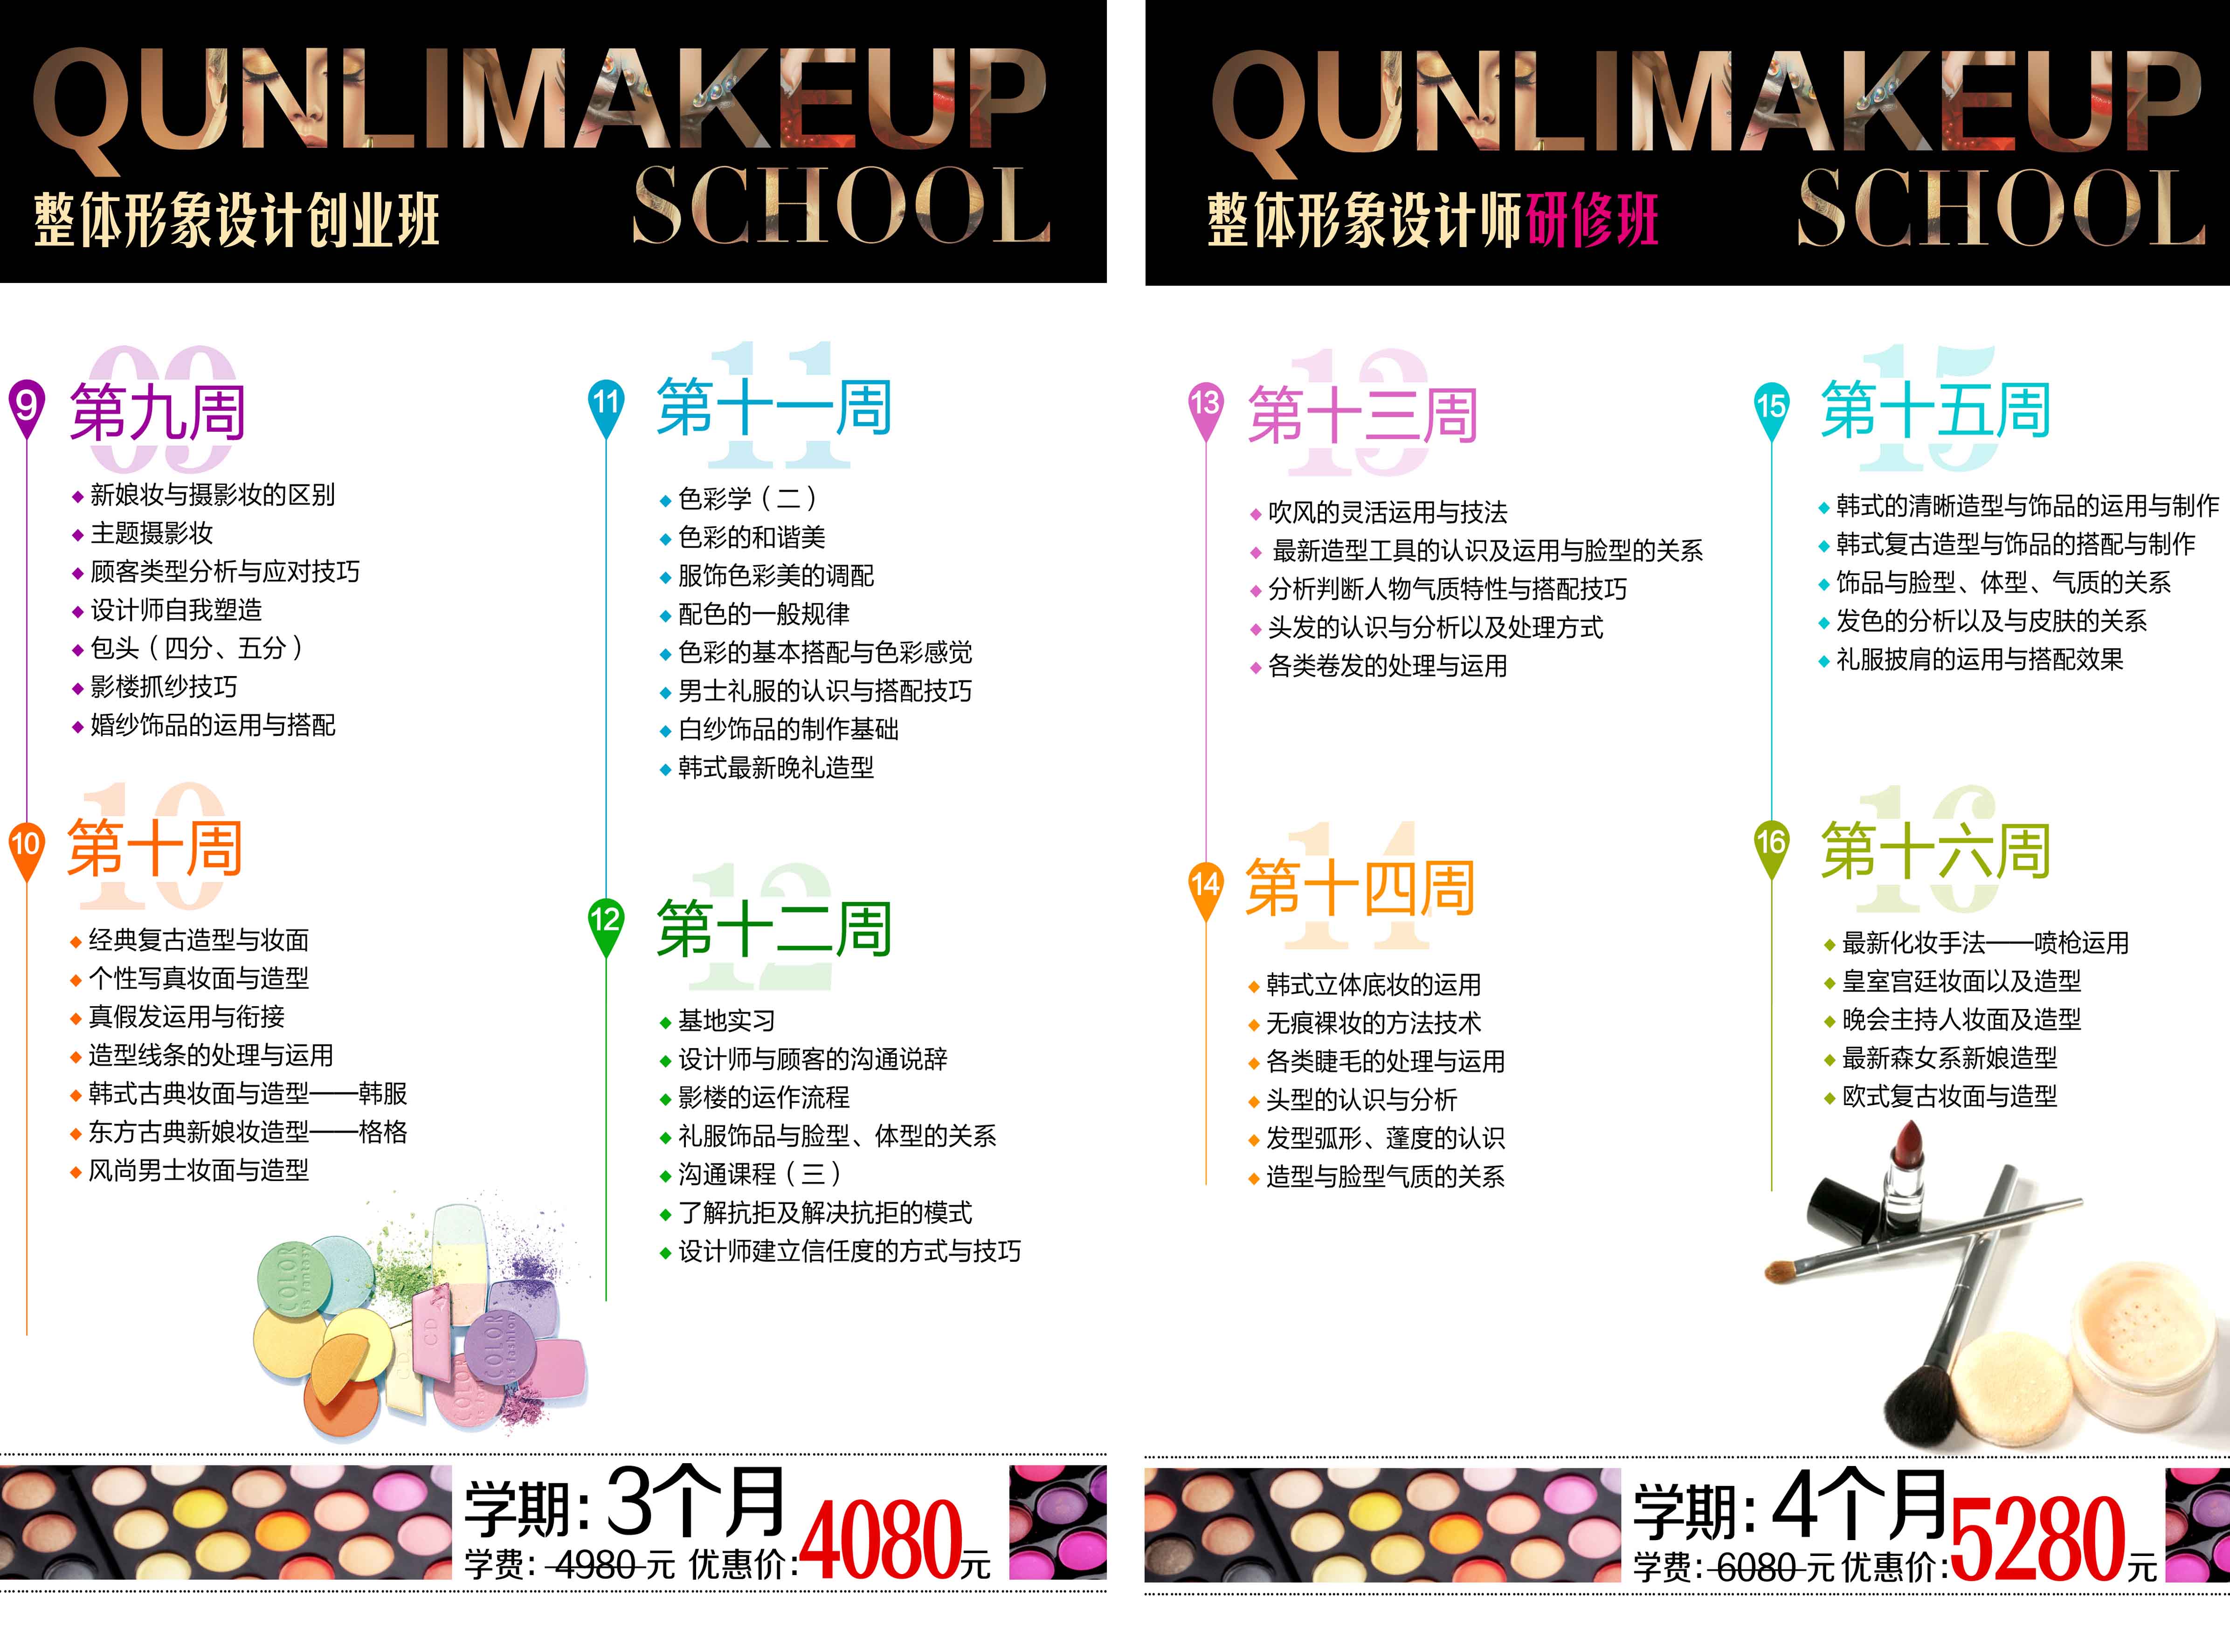 QUNLIMAKEUP
SCHOOL
整体形象设计创业班
09
9
第九周
新娘妆与摄影妆的区别
主题摄影妆
顾客类型分析与应对技巧
设计师自我塑造
包头（四分、五分）
影楼抓纱技巧
婚纱饰品的运用与搭配
10
10
第十周
经典复古造型与妆面
个性写真妆面与造型
真假发运用与衔接
造型线条的处理与运用
韩式古典妆面与造型——韩服
东方古典新娘妆造型——格格
风尚男士妆面与造型
11
11
第十一周
色彩学（二）
色彩的和谐美
服饰色彩美的调配
配色的一般规律
色彩的基本搭配与色彩感觉
男士礼服的认识与搭配技巧
白纱饰品的制作基础
韩式最新晚礼造型
12
12
第十二周
基地实习
设计师与顾客的沟通说辞
影楼的运作流程
礼服饰品与脸型、体型的关系
沟通课程（三）
了解抗拒及解决抗拒的模式
设计师建立信任度的方式与技巧
COLOR
is fantasy
CD
COLOR
is fashion
COLOR
学期：3个月
学费：4980元 优惠价：4080元
QUNLIMAKEUP
SCHOOL
整体形象设计师研修班
13
13
第十三周
吹风的灵活运用与技法
最新造型工具的认识及运用与脸型的关系
分析判断人物气质特性与搭配技巧
头发的认识与分析以及处理方式
各类卷发的处理与运用
14
14
第十四周
韩式立体底妆的运用
无痕裸妆的方法技术
各类睫毛的处理与运用
头型的认识与分析
发型弧形、蓬度的认识
造型与脸型气质的关系
15
15
第十五周
韩式的清晰造型与饰品的运用与制作
韩式复古造型与饰品的搭配与制作
饰品与脸型、体型、气质的关系
发色的分析以及与皮肤的关系
礼服披肩的运用与搭配效果
16
16
第十六周
最新化妆手法——喷枪运用
皇室宫廷妆面以及造型
晚会主持人妆面及造型
最新森女系新娘造型
欧式复古妆面与造型
学期：4个月
学费：6080元 优惠价：5280元